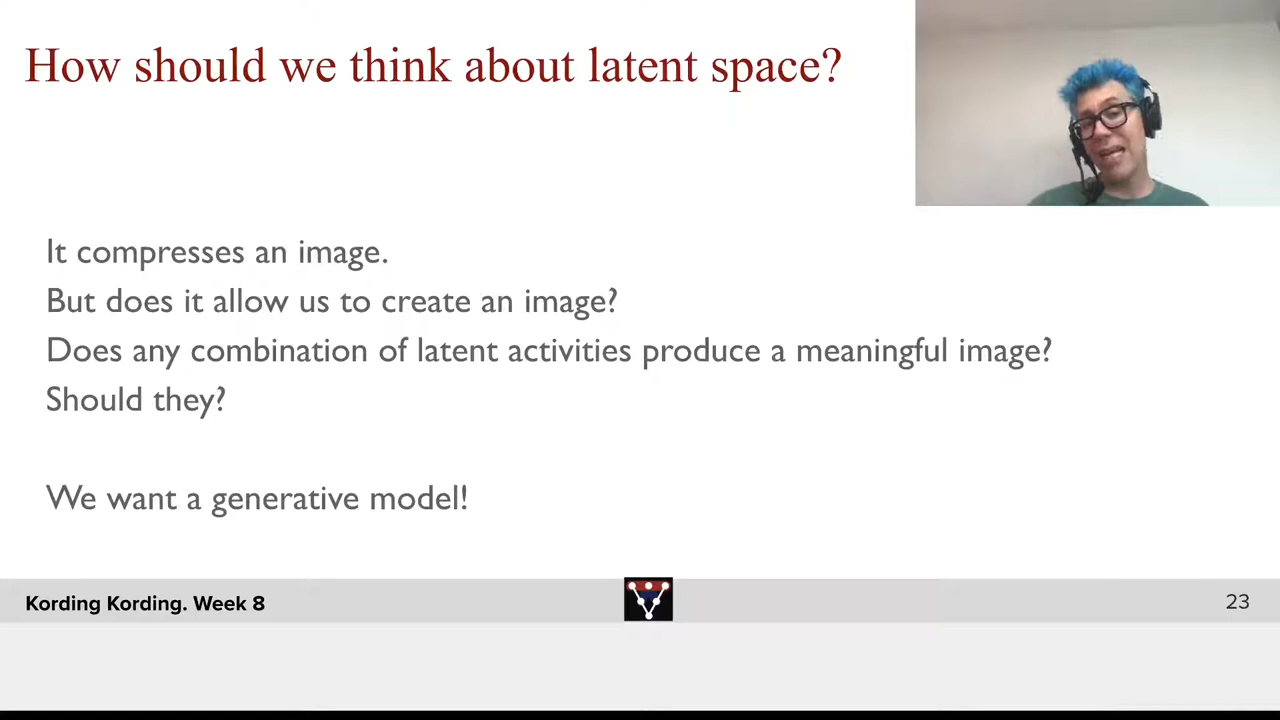 How should we think about latent space?
It compresses an image.
But does it allow us to create an image?
Does any combination of latent activities produce a meaningful image?
Should they?
We want a generative model!
Kording Kording. Week 8
23